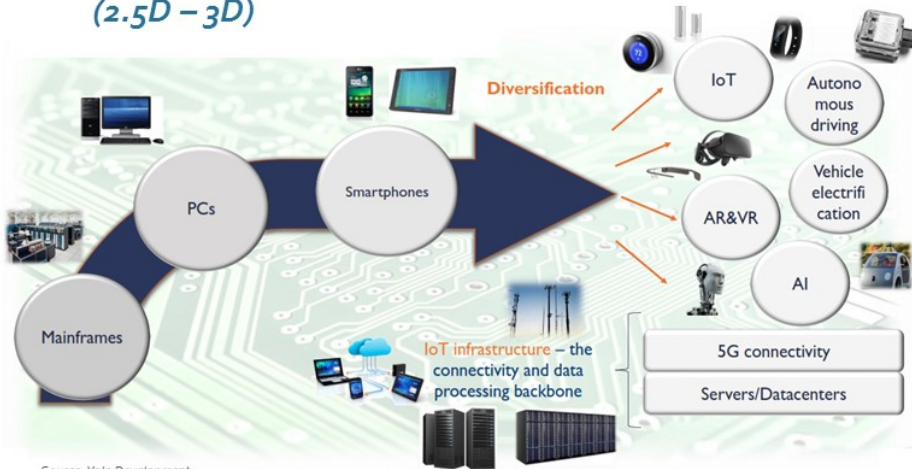 (2.5D – 3D)
Diversification
IoT
Autono
mous
driving
Smartphones
Vehicle
electrifi
cation
PCs
AR&VR
AI
Mainframes
IoT infrastructure – the
connectivity and data
processing backbone
5G connectivity
Servers/Datacenters